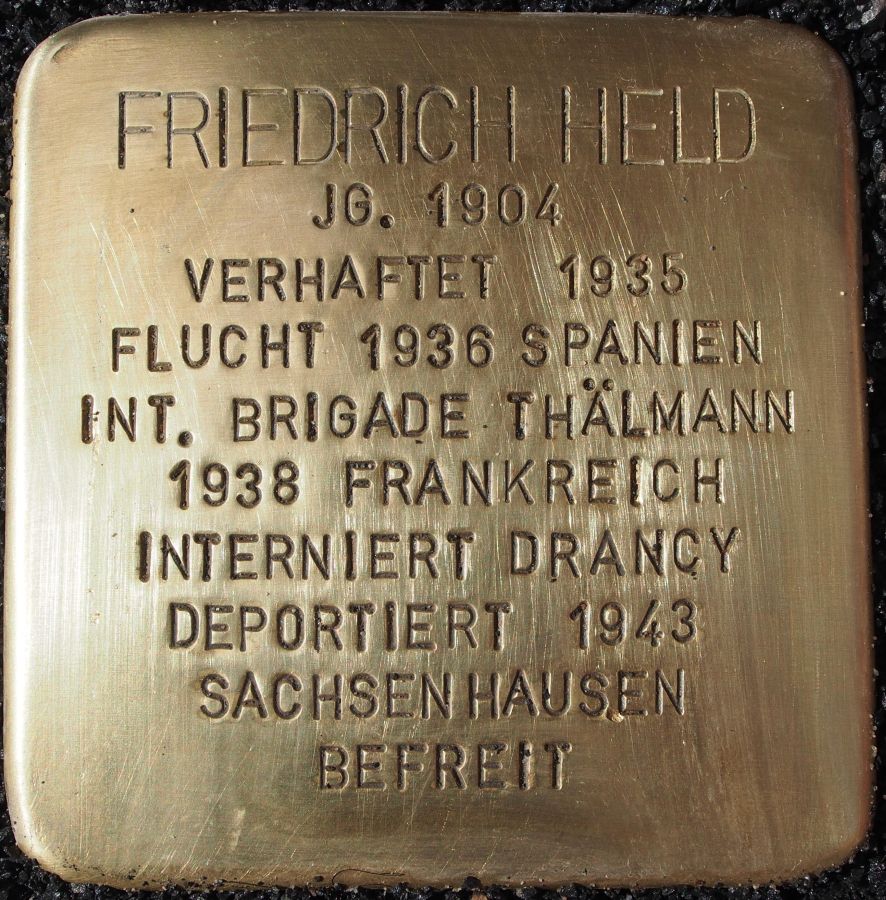 FRIEDRICH HELD
JG. 1904
VERHAFTET 1935
FLUCHT 1936 SPANIEN
INT. BRIGADE THÄLMANN
1938 FRANKREICH
INTERNIERT DRANCY
DEPORTIERT 1943
SACHSENHAUSEN
BEFREIT